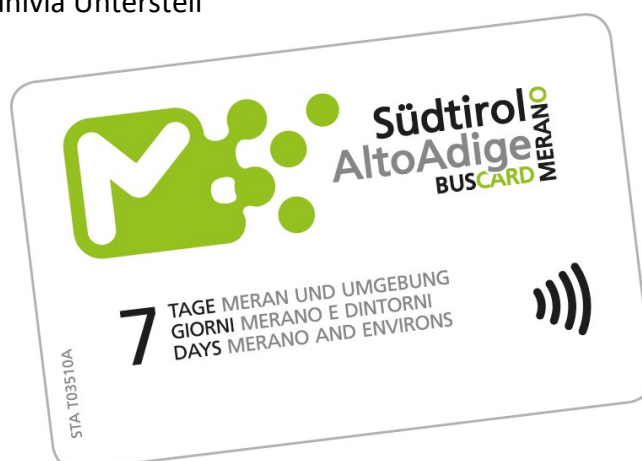 nivia Unterstell
M
Südtirol
AltoAdige
BUSCARD
MERANO
7
TAGE MERAN UND UMGEBUNG
GIORNI MERANO E DINTORNI
DAYS MERANO AND ENVIRONS
STA T03510A